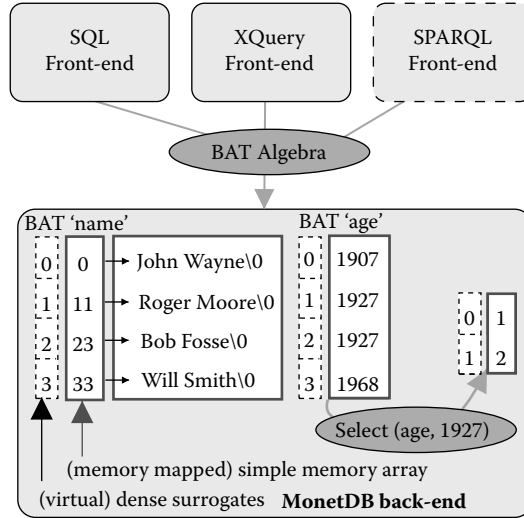 SQL
Front-end
XQuery
Front-end
SPARQL
Front-end
BAT Algebra
BAT 'name'
BAT 'age'
0 0 John Wayne\0
1 11 Roger Moore\0
2 23 Bob Fosse\0
3 33 Will Smith\0
0 1907
1 1927
2 1927
3 1968
0 1
1 2
Select (age, 1927)
(memory mapped) simple memory array
(virtual) dense surrogates
MonetDB back-end